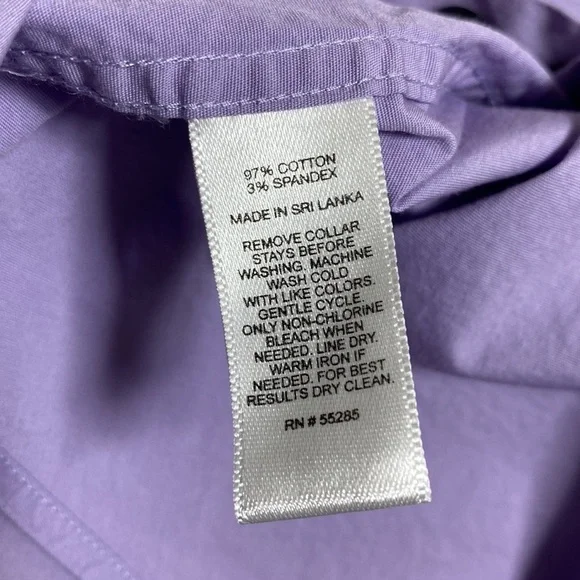 97% COTTON
3% SPANDEX
MADE IN SRI LANKA
REMOVE COLLAR
STAYS BEFORE
WASHING. MACHINE
WASH COLD
WITH LIKE COLORS.
GENTLE CYCLE.
ONLY NON-CHLORINE
BLEACH WHEN
NEEDED. LINE DRY.
WARM IRON IF
NEEDED. FOR BEST
RESULTS DRY CLEAN.
RN # 55285